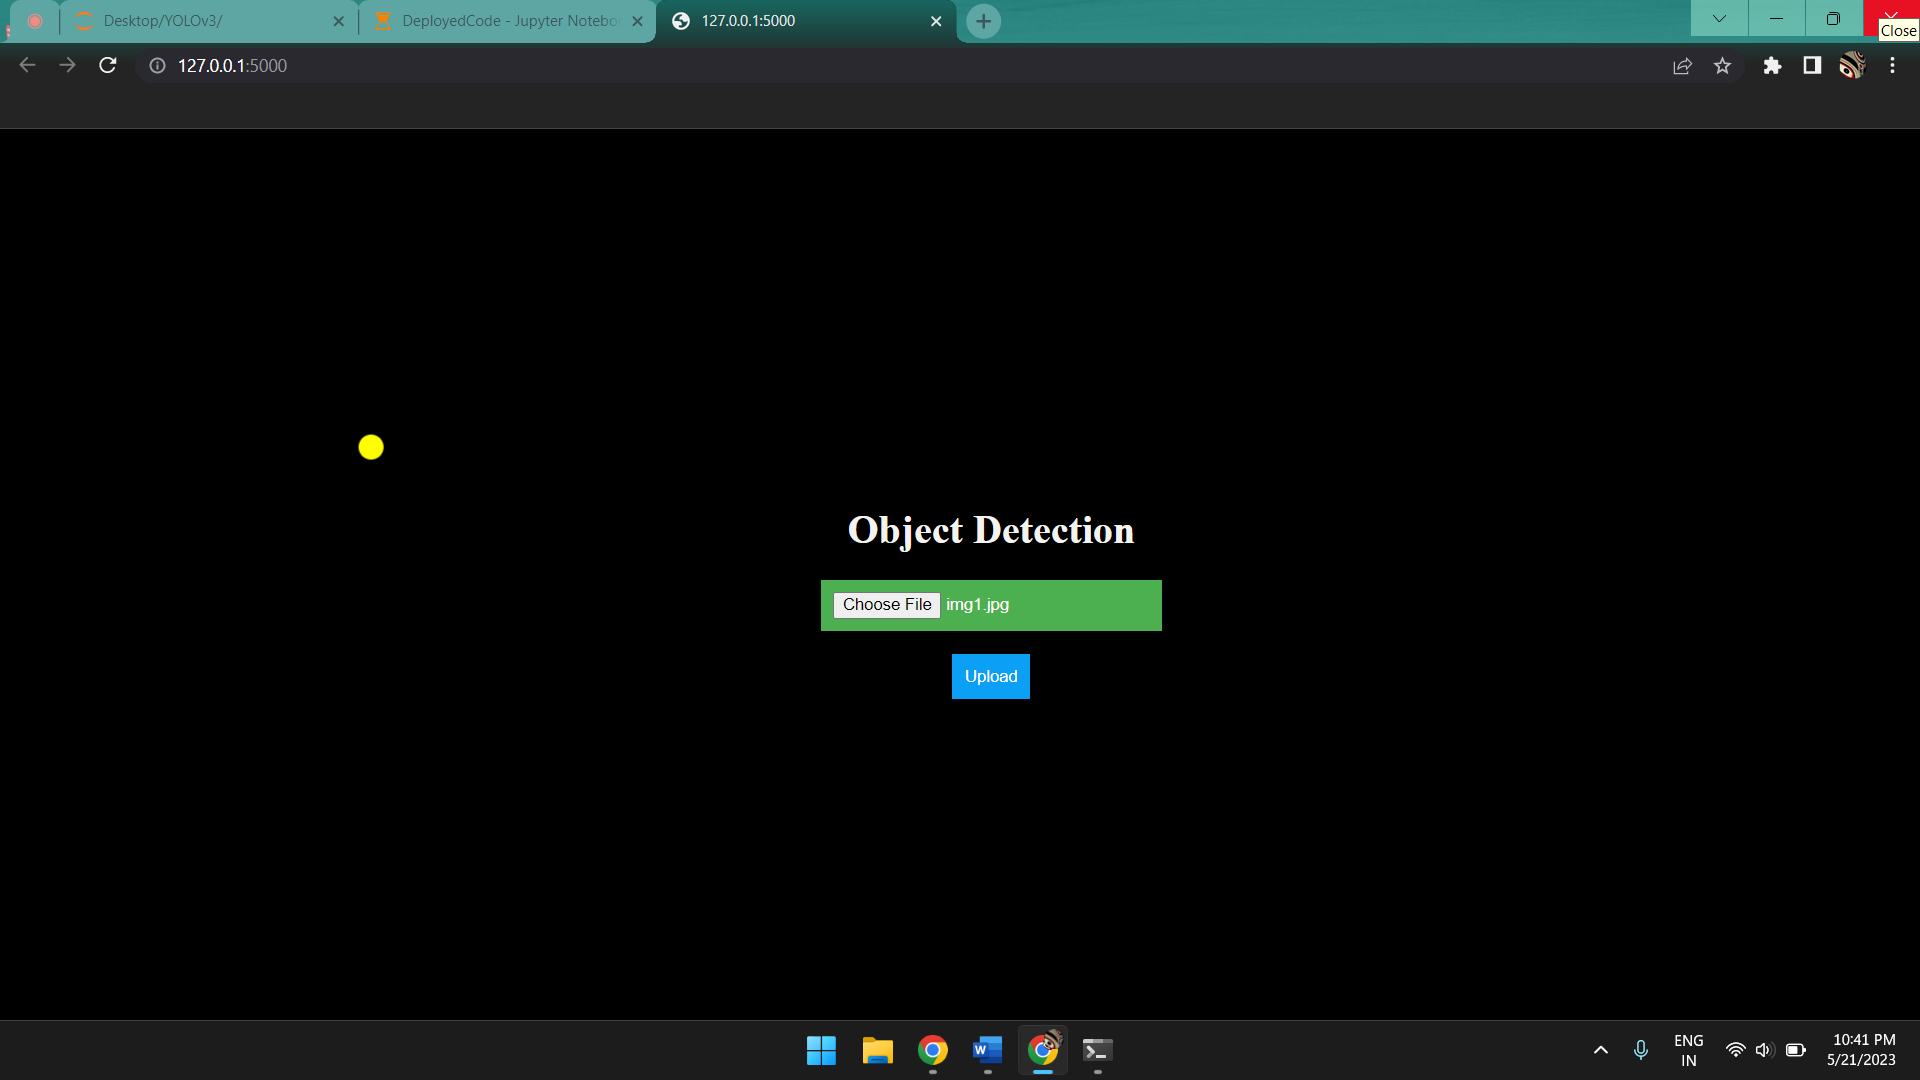 Desktop/YOLOv3/
DeployedCode - Jupyter Notebo
127.0.0.1:5000
Close
127.0.0.1:5000
Object Detection
Choose File img1.jpg
Upload
W
ENG
IN
10:41 PM
5/21/2023